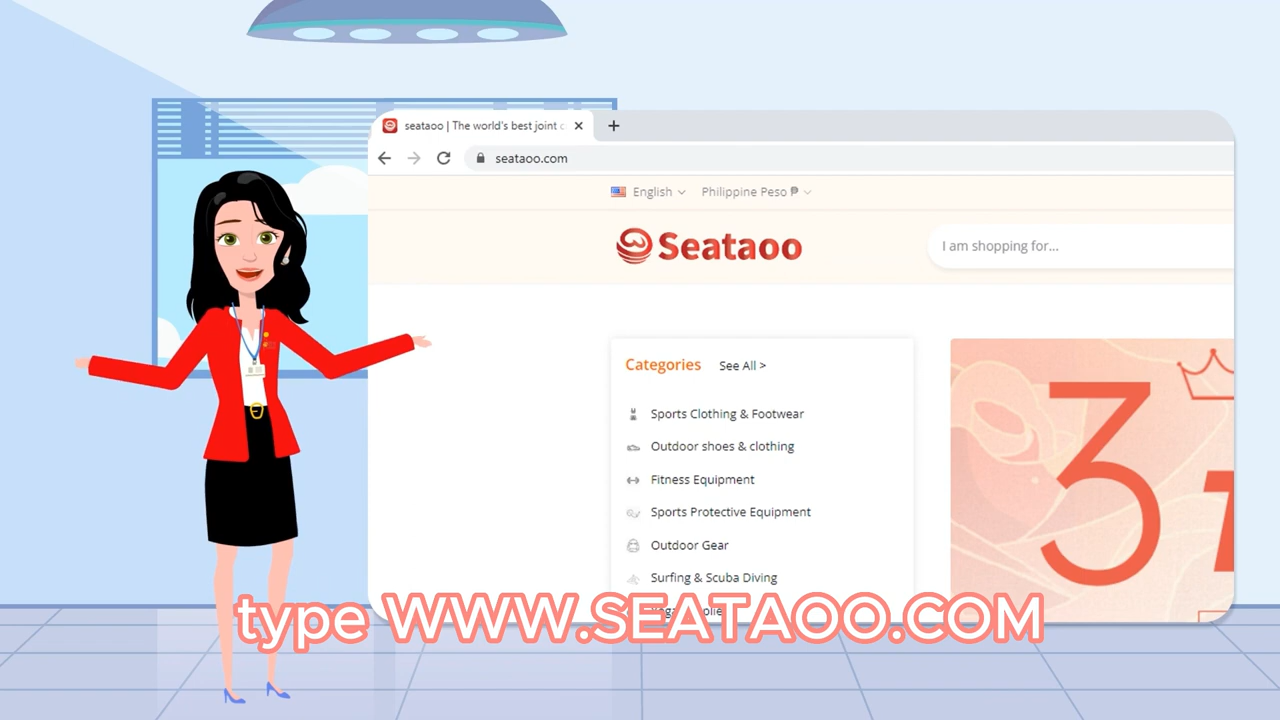 seataoo | The world's best joint c
seataoo.com
English
Philippine Peso ₱
Seataoo
I am shopping for...
Categories
See All >
Sports Clothing & Footwear
Outdoor shoes & clothing
Fitness Equipment
Sports Protective Equipment
Outdoor Gear
Surfing & Scuba Diving
type WWW.SEATAOO.COM
3